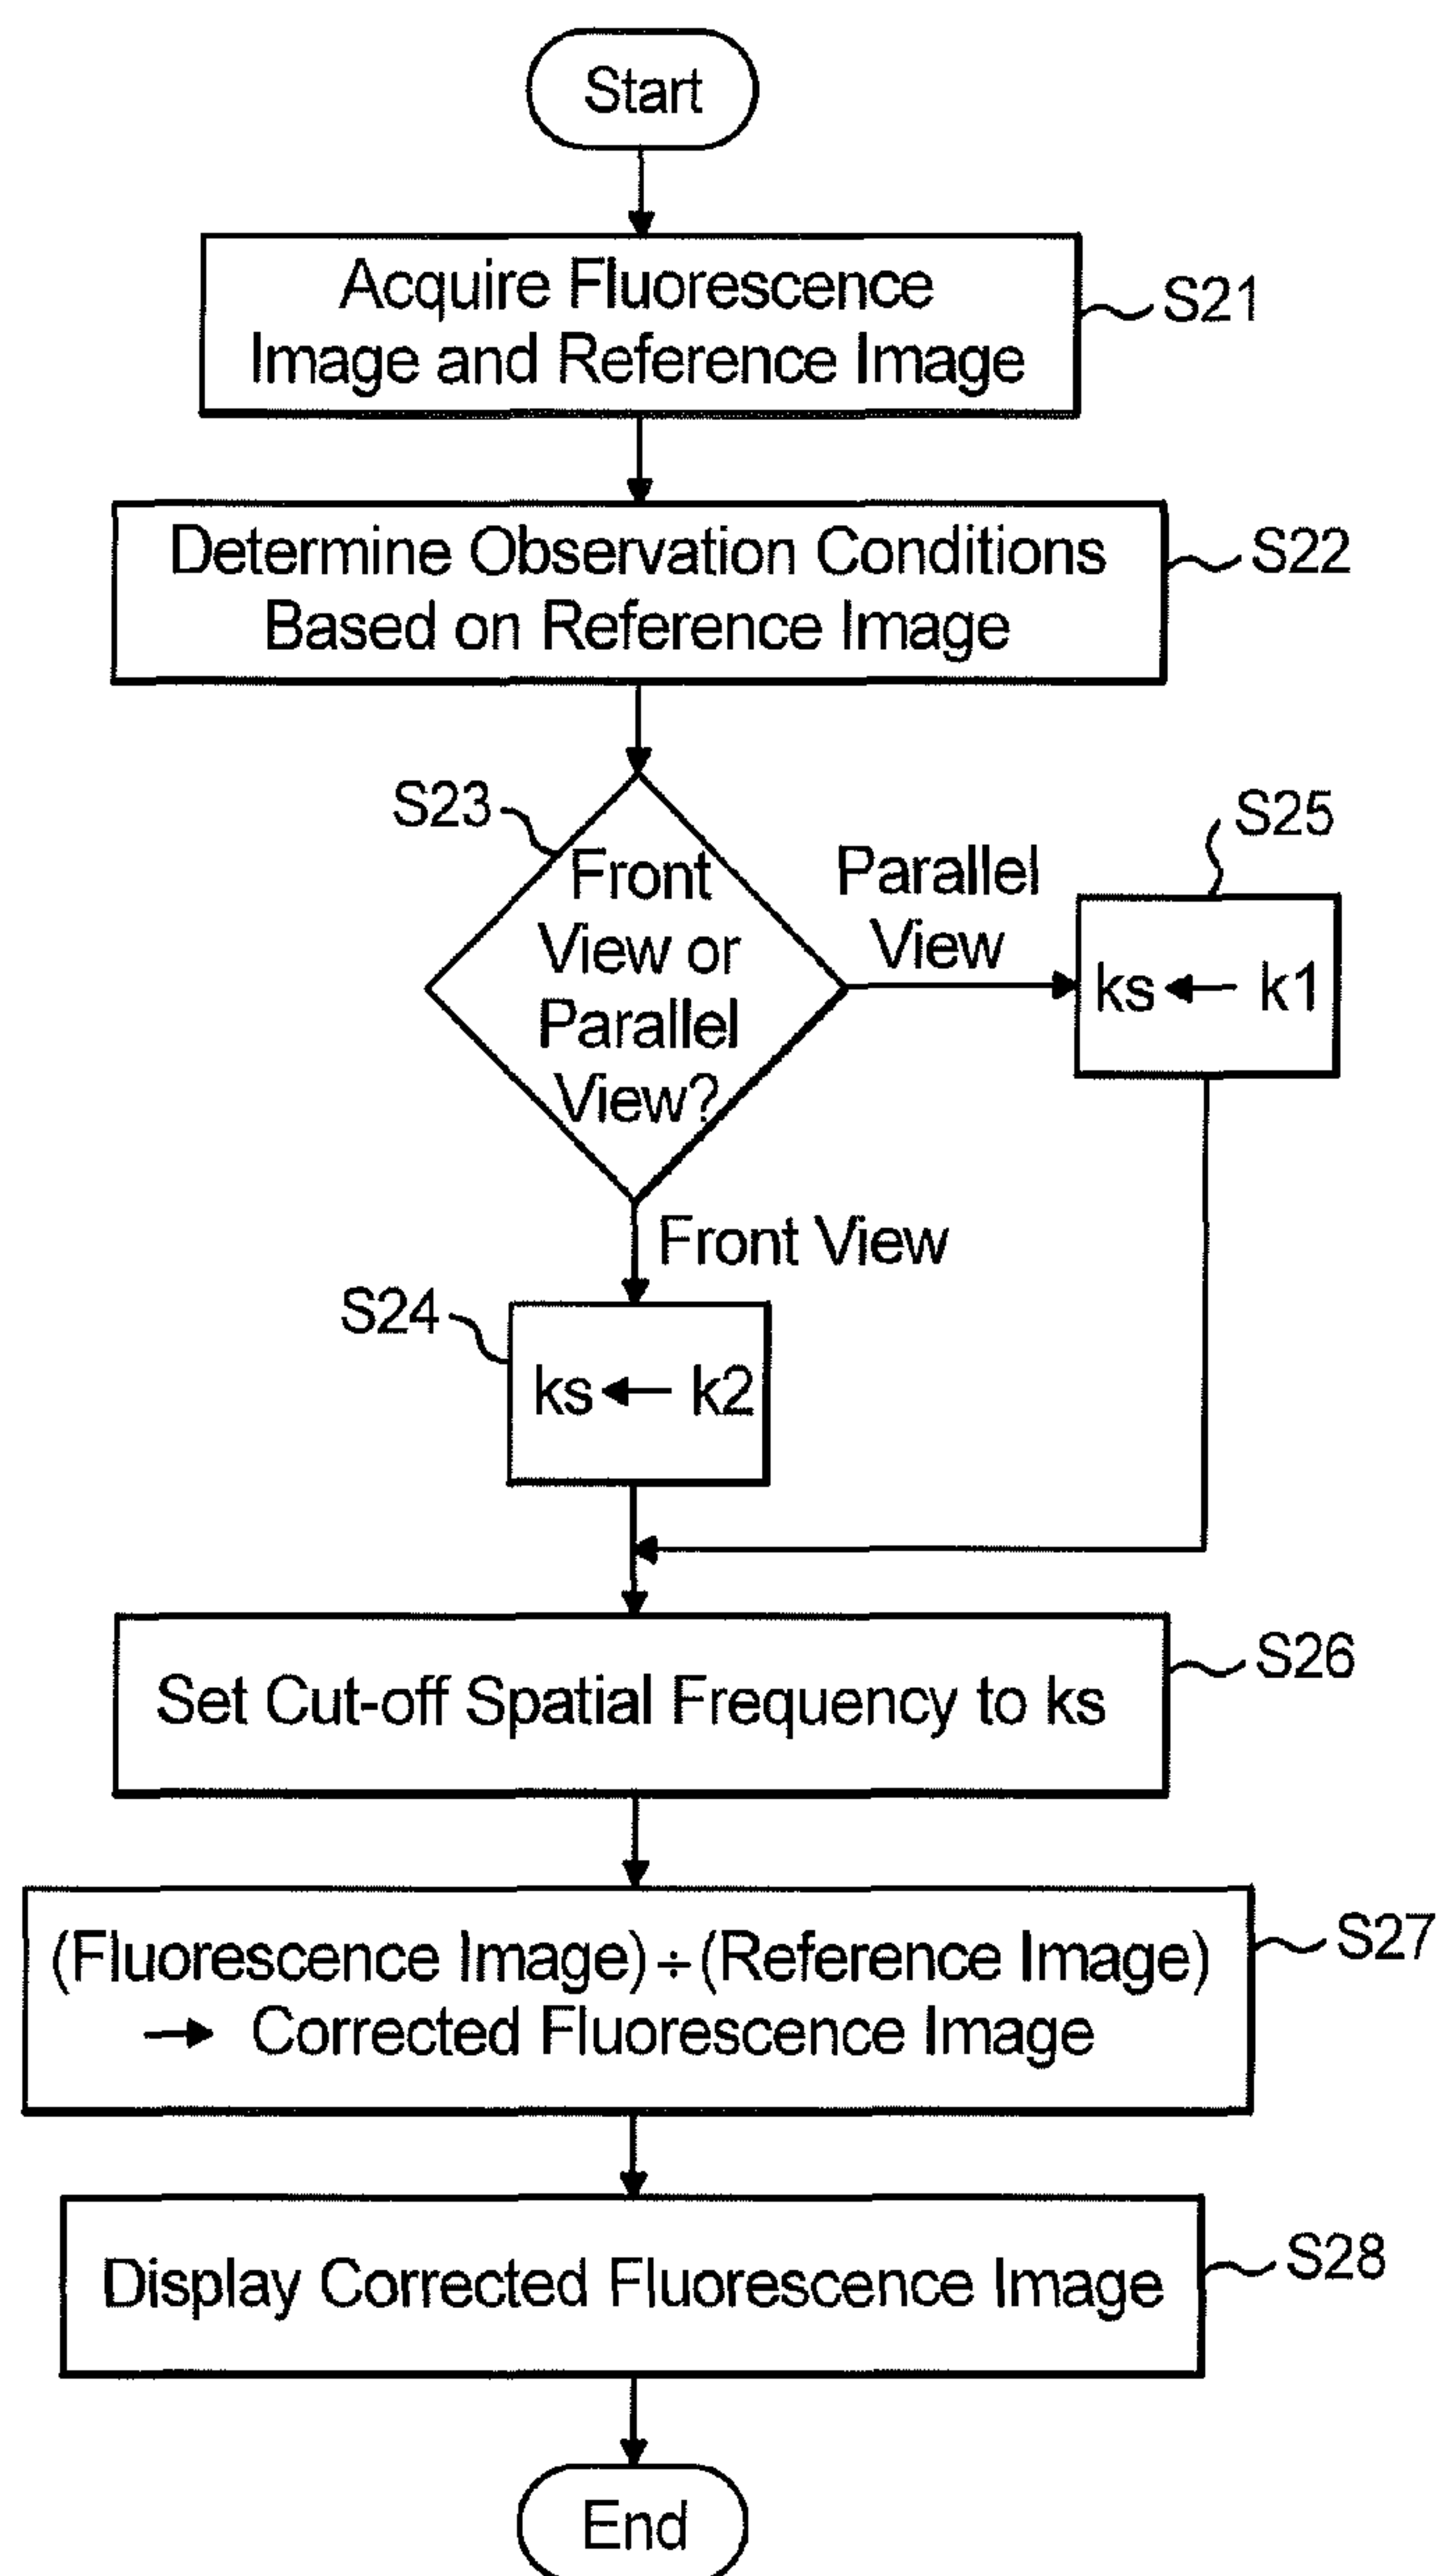 Start
Acquire Fluorescence
Image and Reference Image
S21
Determine Observation Conditions
Based on Reference Image
S22
S23
Front
View or
Parallel
View?
Parallel
View
S25
ks ← k1
Front View
S24
ks ← k2
Set Cut-off Spatial Frequency to ks
S26
(Fluorescence Image) ÷ (Reference Image)
→ Corrected Fluorescence Image
S27
Display Corrected Fluorescence Image
S28
End